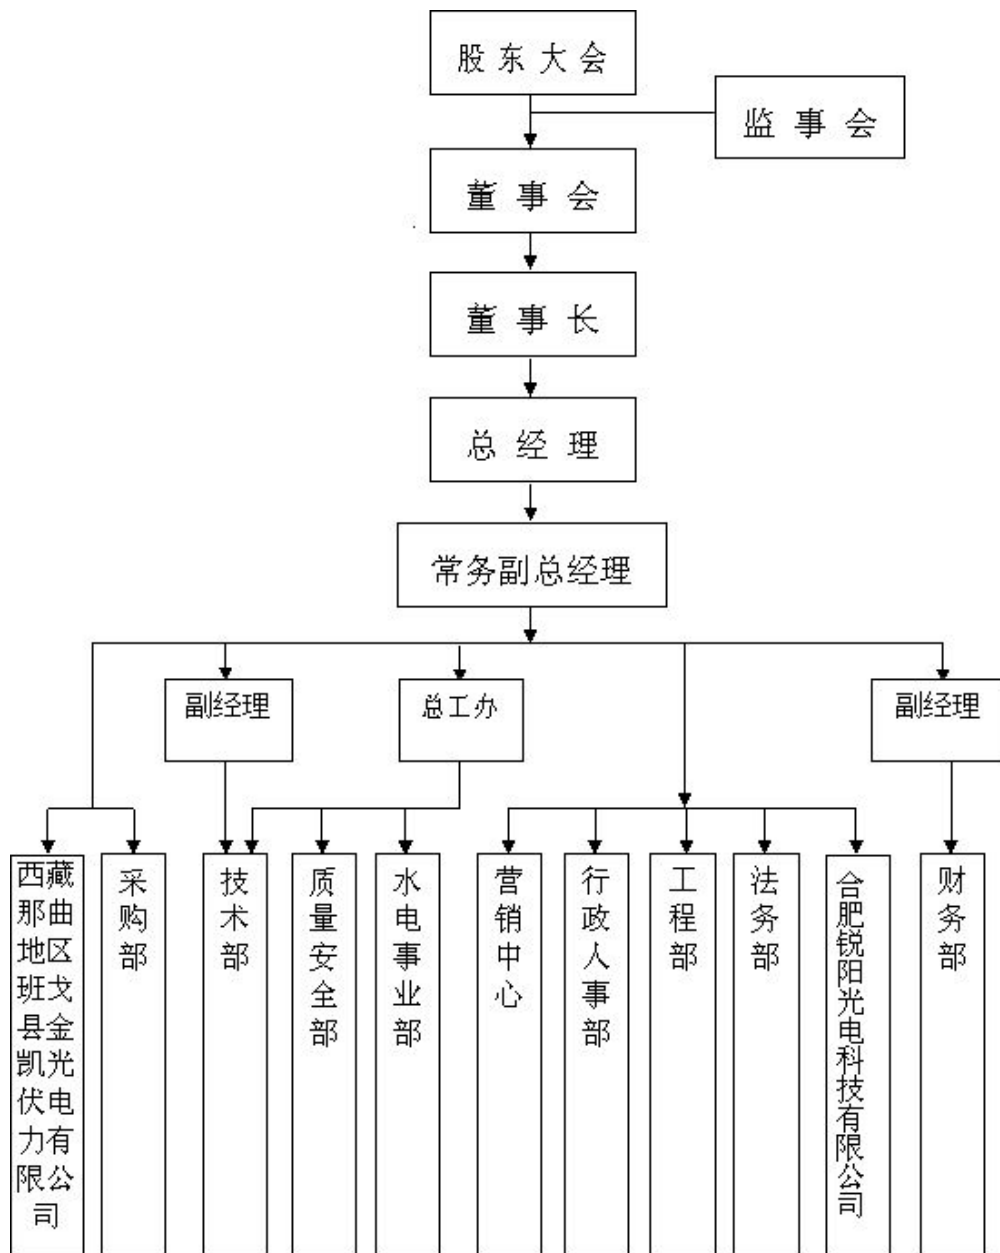 股东大会
监事会
董事会
董事长
总经理
常务副总经理
副经理
总工办
副经理
西藏
那曲
地区
班戈
县金
凯光
伏电
力有
限公
司
采购部
技术部
质量安全部
水电事业部
营销中心
行政人事部
工程部
法务部
合肥锐阳光电科技有限公司
财务部